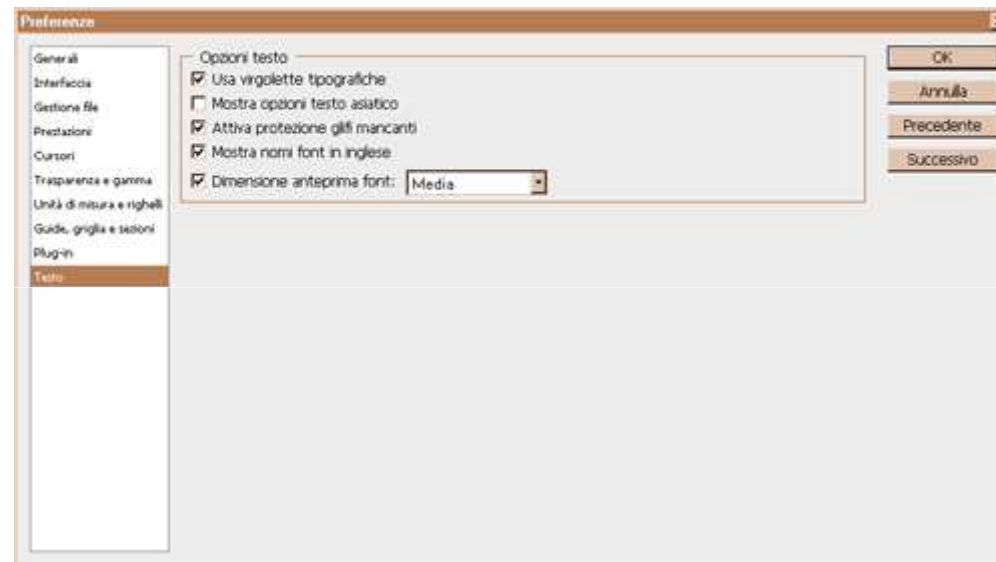 Preferenze
Generali
Interfaccia
Gestione file
Prestazioni
Cursori
Trasparenza e gamma
Unità di misura e righelli
Guide, griglia e sezioni
Plug-in
Testo
Opzioni testo
Usa virgolette tipografiche
Mostra opzioni testo asiatico
Attiva protezione glifi mancanti
Mostra nomi font in inglese
Dimensione anteprima font: Media
OK
Annulla
Precedente
Successivo